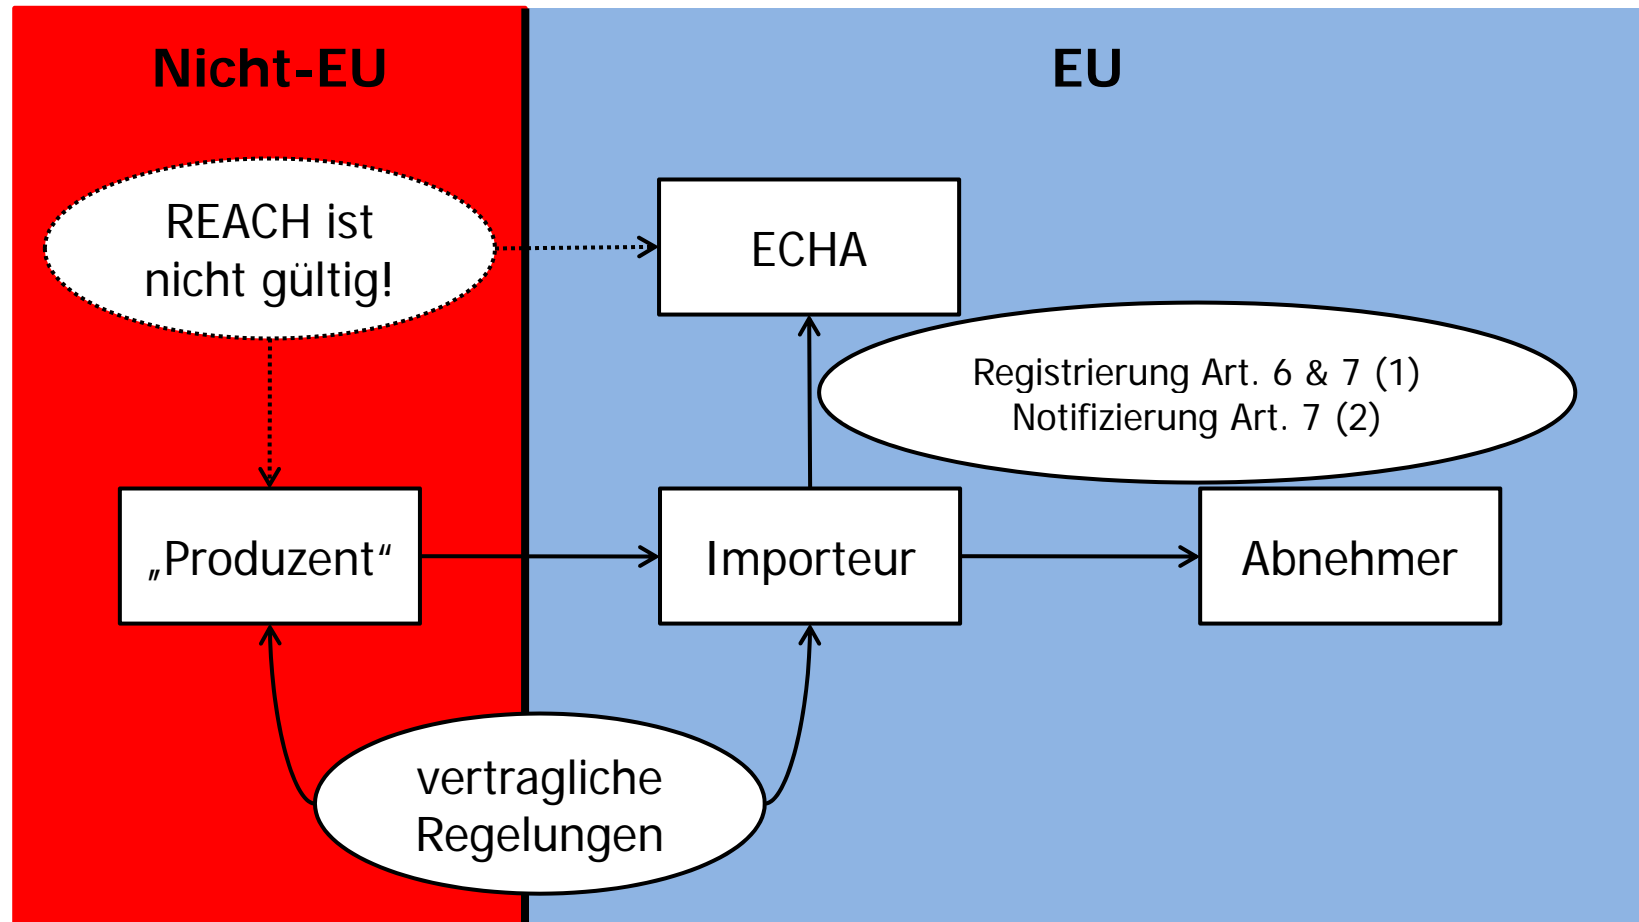 Nicht-EU
EU
REACH ist
nicht gültig!
ECHA
Registrierung Art. 6 & 7 (1)
Notifizierung Art. 7 (2)
„Produzent“
Importeur
Abnehmer
vertragliche
Regelungen